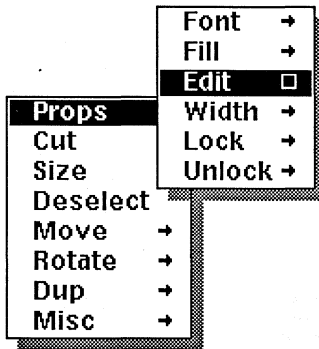 Props
Cut
Size
Deselect
Move →
Rotate →
Dup →
Misc →
Font →
Fill →
Edit □
Width →
Lock →
Unlock →